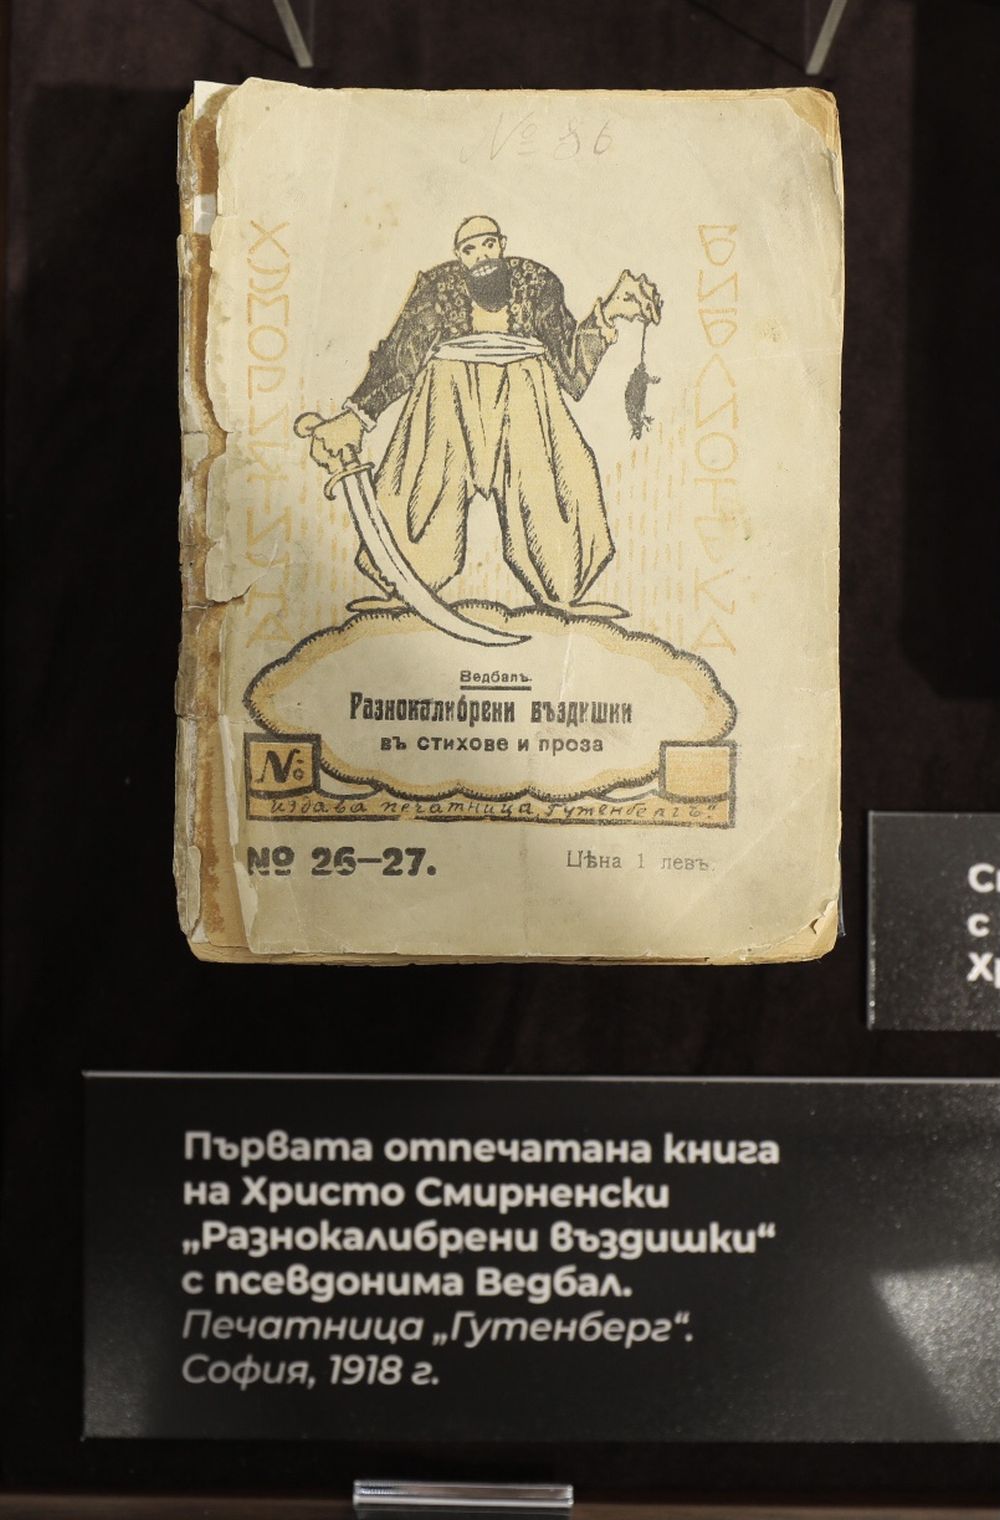 № 86
ХУМОРИСТИЧНА
БИБЛИОТЕКА
Ведбалъ.
Разнокалибрени въздишки
въ стихове и проза
№:
издава печатница „Гутенбергъ“.
№ 26—27.
Цѣна 1 левъ.
С
с
Хр
Първата отпечатана книга
на Христо Смирненски
„Разнокалибрени въздишки“
с псевдонима Ведбал.
Печатница „Гутенберг“.
София, 1918 г.